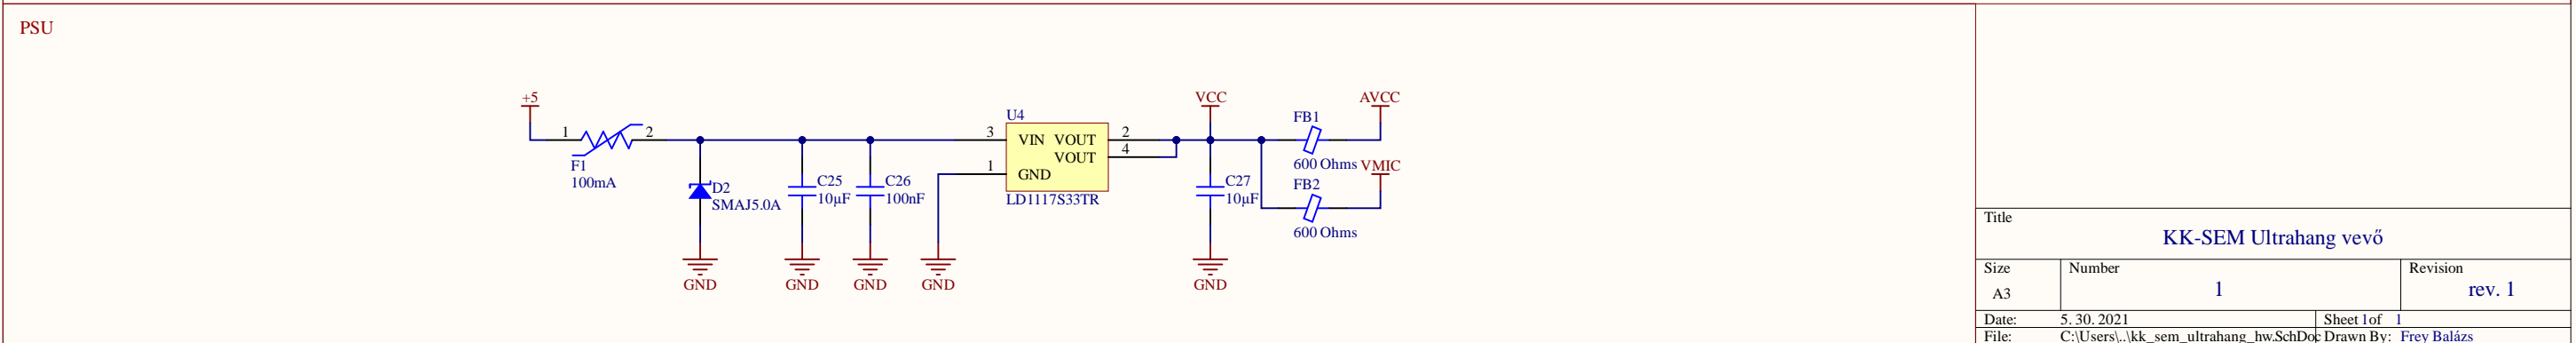 PSU
+5
1
2
F1
100mA
D2
SMAJ5.0A
GND
C25
10µF
GND
C26
100nF
GND
GND
U4
3
VIN
VOUT
2
VOUT
4
1
GND
LD1117S33TR
VCC
C27
10µF
GND
FB1
600 Ohms
AVCC
VMIC
FB2
600 Ohms
Title
KK-SEM Ultrahang vevő
Size
Number
Revision
A3
1
rev. 1
Date:
5. 30. 2021
Sheet 1 of 1
File:
C:\Users\..\kk_sem_ultrahang_hw.SchDoc
Drawn By: Frey Balázs